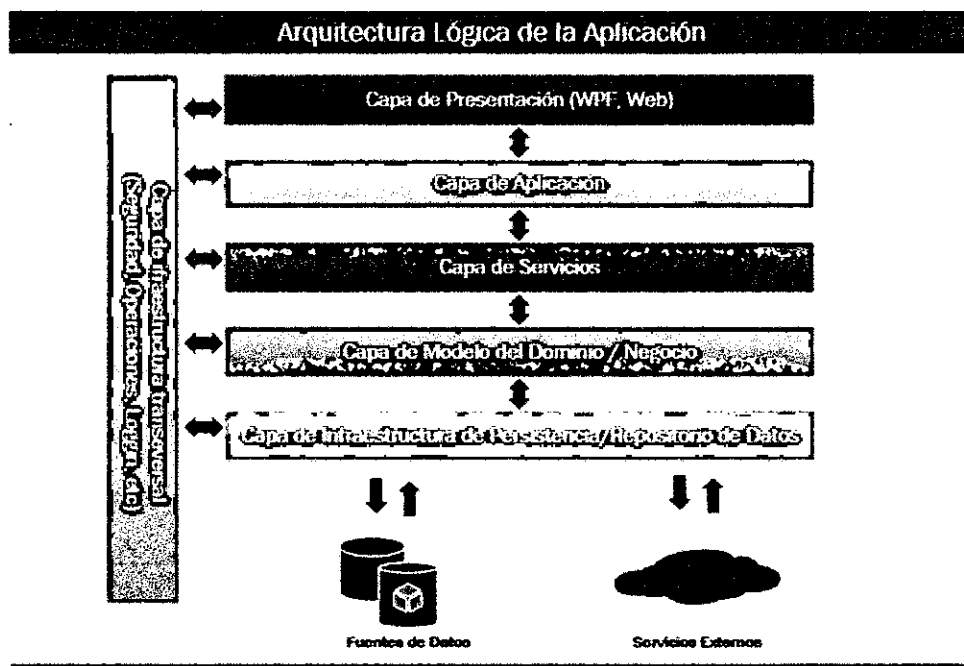 Arquitectura Lógica de la Aplicación
Capa de Presentación (WPF, Web)
Capa de Aplicación
Capa de Servicios
Capa de Modelo del Dominio / Negocio
Capa de Infraestructura de Persistencia/Repositorio de Datos
Capa de ifraestructura transversal
(Seguridad, Operaciones, Loggin, etc)
Fuentes de Datos
Servicios Externos